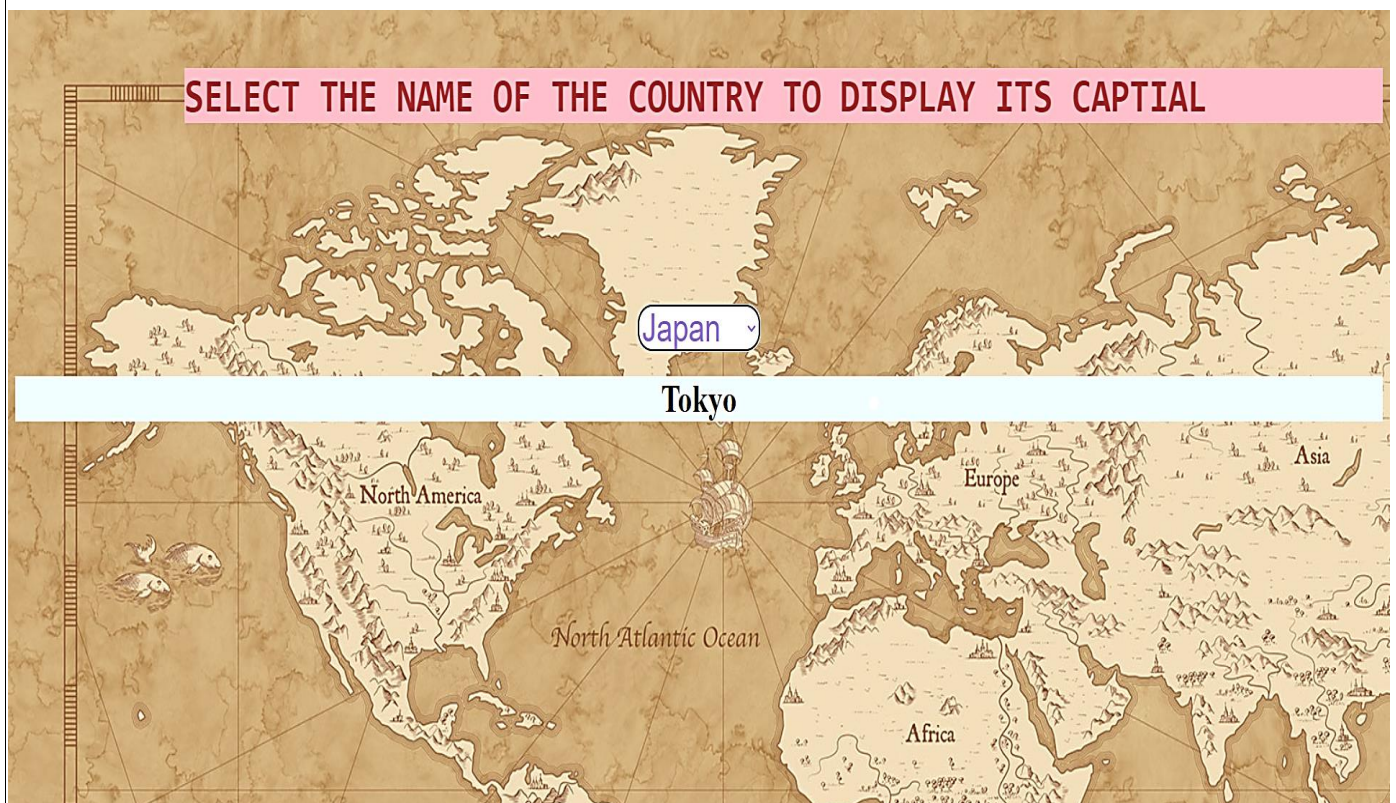 SELECT THE NAME OF THE COUNTRY TO DISPLAY ITS CAPTIAL
Japan
Tokyo
Asia
Europe
North America
North Atlantic Ocean
Africa